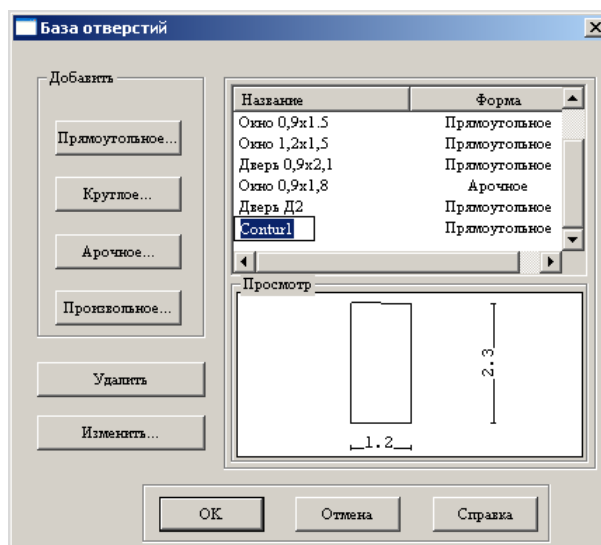 База отверстий
Добавить
Прямоугольное...
Круглое...
Арочное...
Произвольное...
Удалить
Изменить...
Название Форма
Окно 0,9x1.5 Прямоугольное
Окно 1,2x1,5 Прямоугольное
Дверь 0,9x2,1 Прямоугольное
Окно 0,9x1,8 Арочное
Дверь Д2 Прямоугольное
Contur1 Прямоугольное
Просмотр
2.3
1.2
OK Отмена Справка